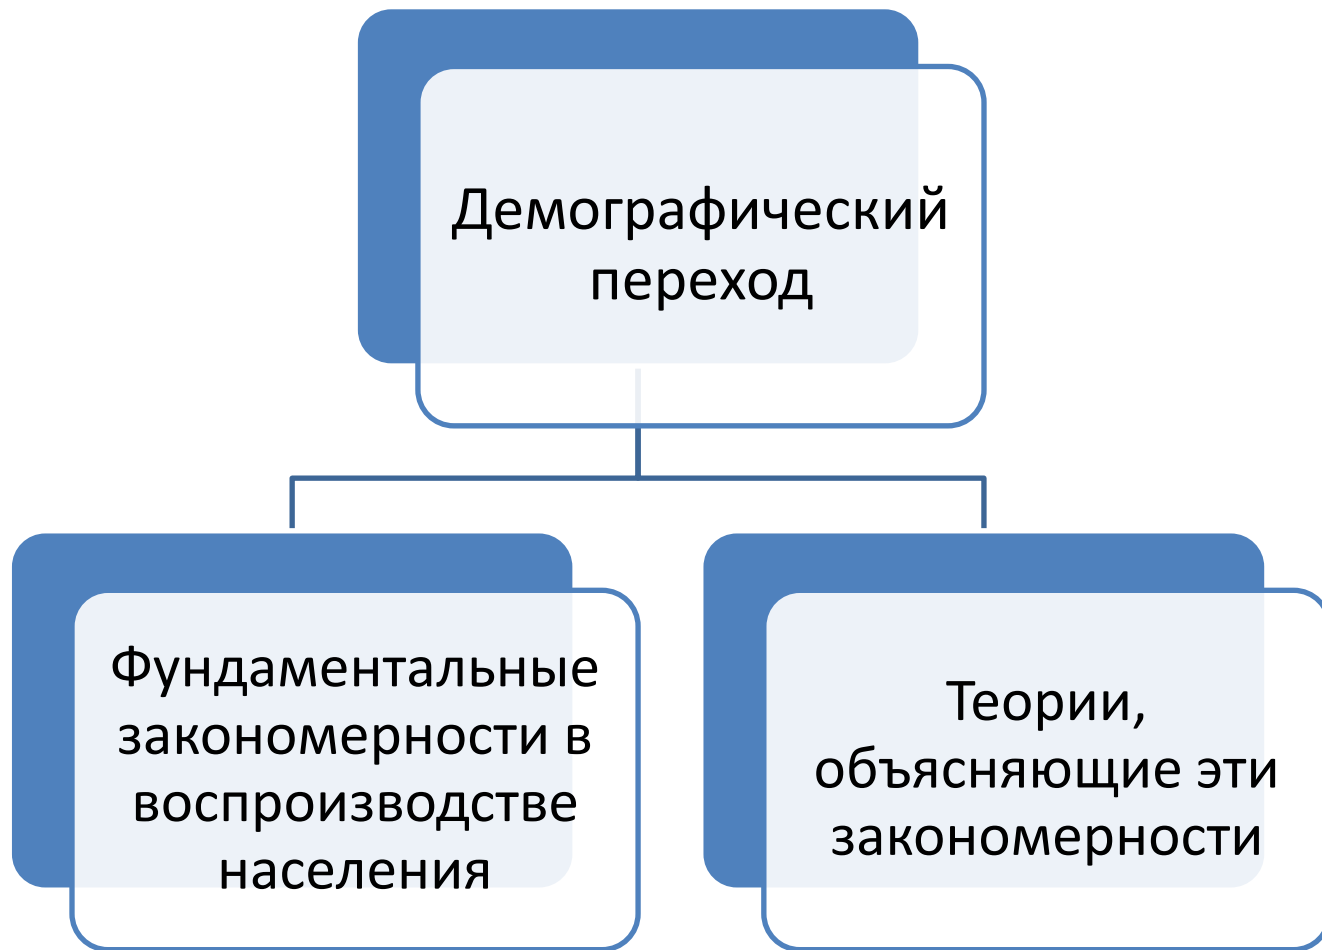 Демографический
переход
Фундаментальные
закономерности в
воспроизводстве
населения
Теории,
объясняющие эти
закономерности